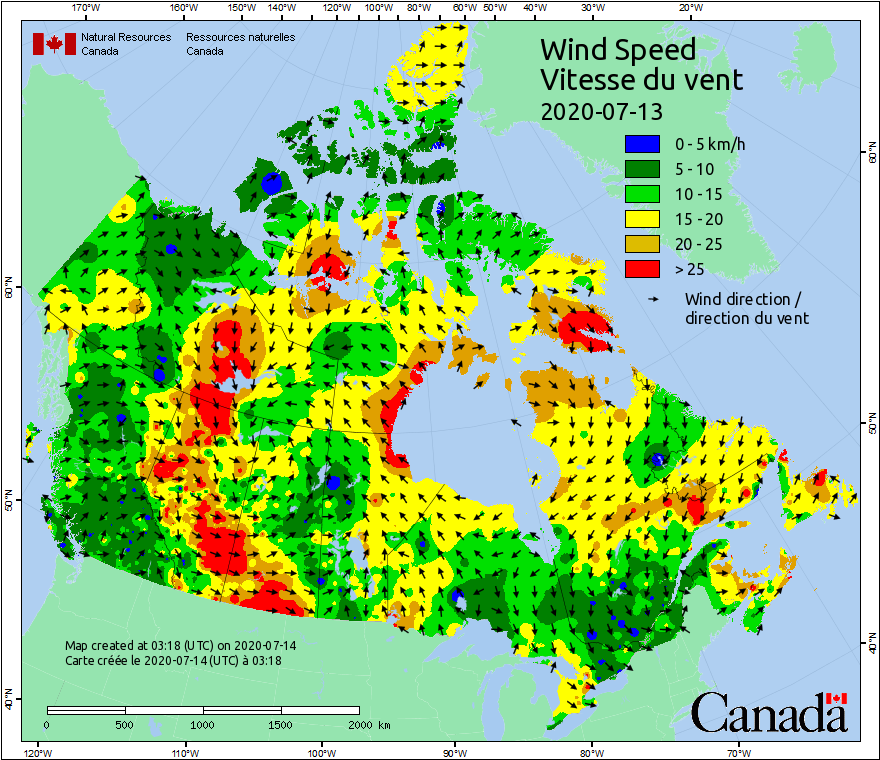 170°W 160°W 150°W 140°W 120°W 110°W 100°W 80°W 60°W 50°W 40°W 30°W 20°W
Natural Resources Canada
Ressources naturelles Canada
Wind Speed
Vitesse du vent
2020-07-13
0 - 5 km/h
5 - 10
10 - 15
15 - 20
20 - 25
> 25
Wind direction /
direction du vent
60°N
50°N
40°N
60°N
50°N
40°N
Map created at 03:18 (UTC) on 2020-07-14
Carte créée le 2020-07-14 (UTC) à 03:18
0 500 1000 1500 2000 km
Canada
120°W 110°W 100°W 90°W 80°W 70°W